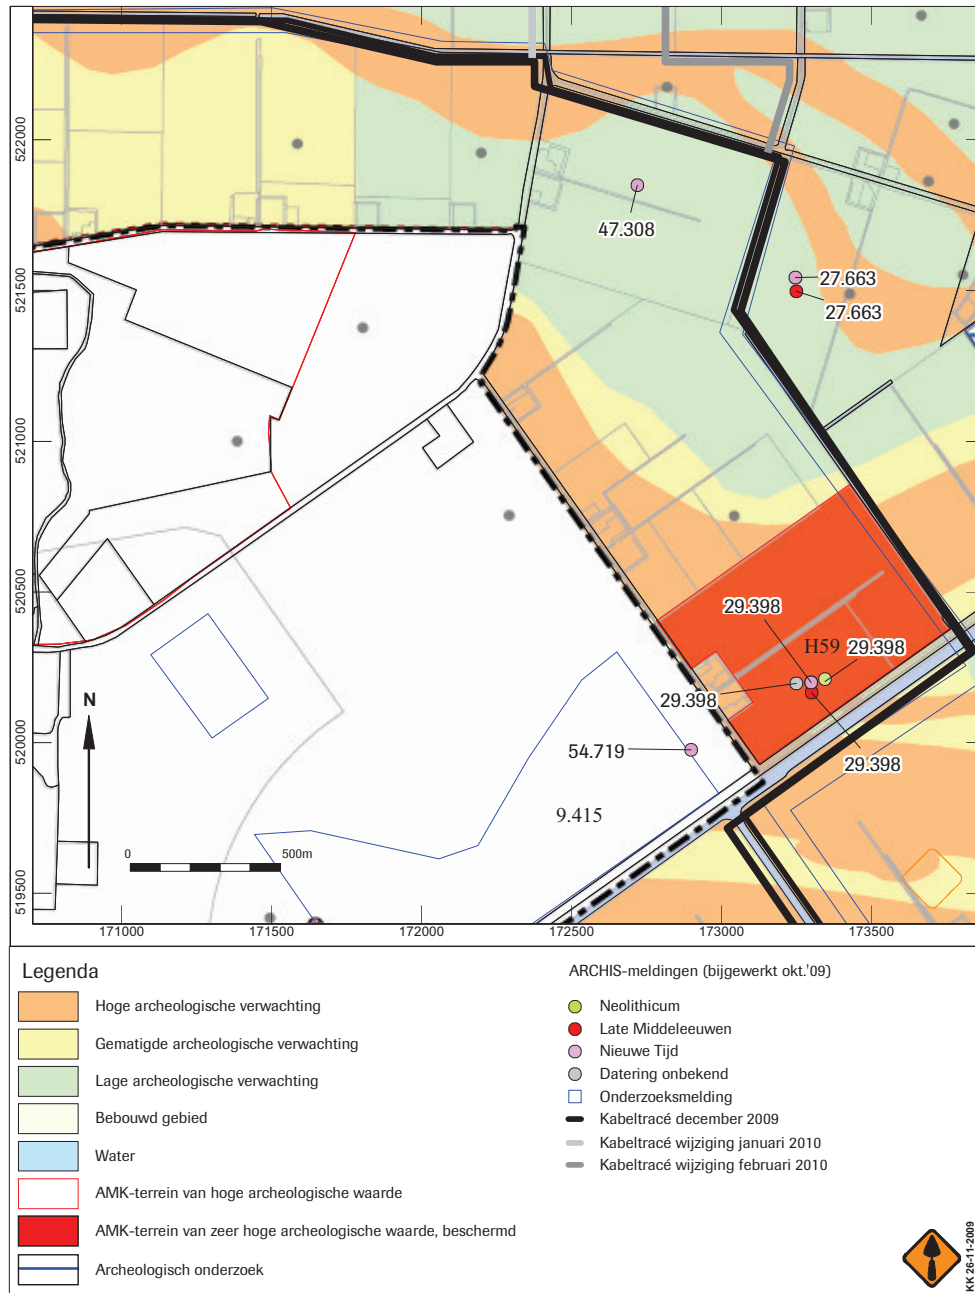 522000
521500
521000
520500
520000
519500
47.308
27.663
27.663
29.398
H59
29.398
29.398
29.398
54.719
9.415
N
0 500m
171000 171500 172000 172500 173000 173500
Legenda
Hoge archeologische verwachting
Gematigde archeologische verwachting
Lage archeologische verwachting
Bebouwd gebied
Water
AMK-terrein van hoge archeologische waarde
AMK-terrein van zeer hoge archeologische waarde, beschermd
Archeologisch onderzoek
ARCHIS-meldingen (bijgewerkt okt.'09)
Neolithicum
Late Middeleeuwen
Nieuwe Tijd
Datering onbekend
Onderzoeksmelding
Kabeltracé december 2009
Kabeltracé wijziging januari 2010
Kabeltracé wijziging februari 2010
KK 26-11-2009